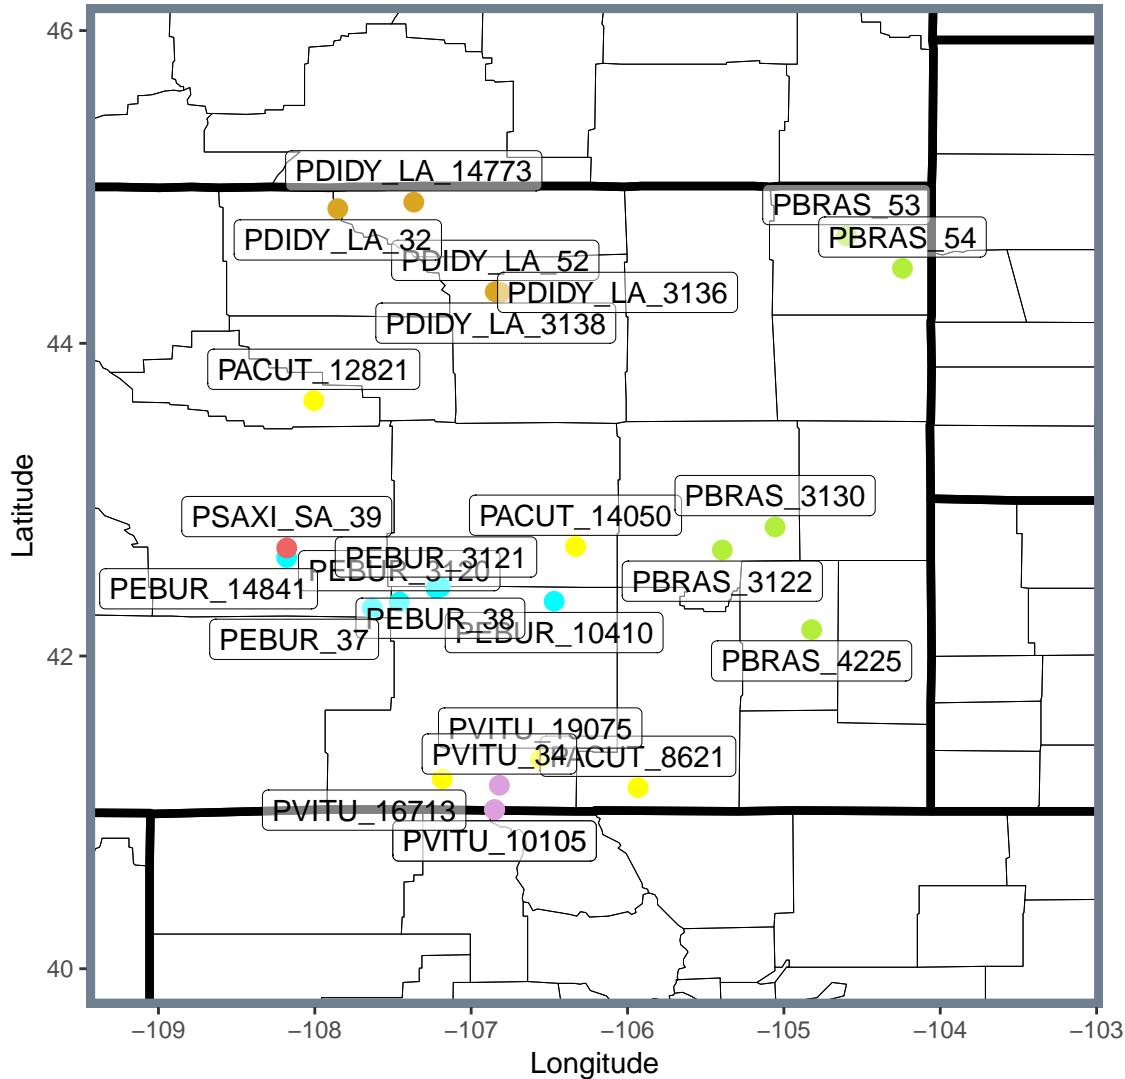 46
44
42
40
Latitude
PDIDY_LA_14773
PBRAS_53
PDIDY_LA_32
PBRAS_54
PDIDY_LA_52
PDIDY_LA_3136
PDIDY_LA_3138
PACUT_12821
PBRAS_3130
PSAXI_SA_39
PACUT_14050
PEBUR_3121
PEBUR_3120
PEBUR_14841
PBRAS_3122
PEBUR_38
PEBUR_37
PEBUR_10410
PBRAS_4225
PVITU_19075
PVITU_34
PACUT_8621
PVITU_16713
PVITU_10105
−109
−108
−107
−106
−105
−104
−103
Longitude